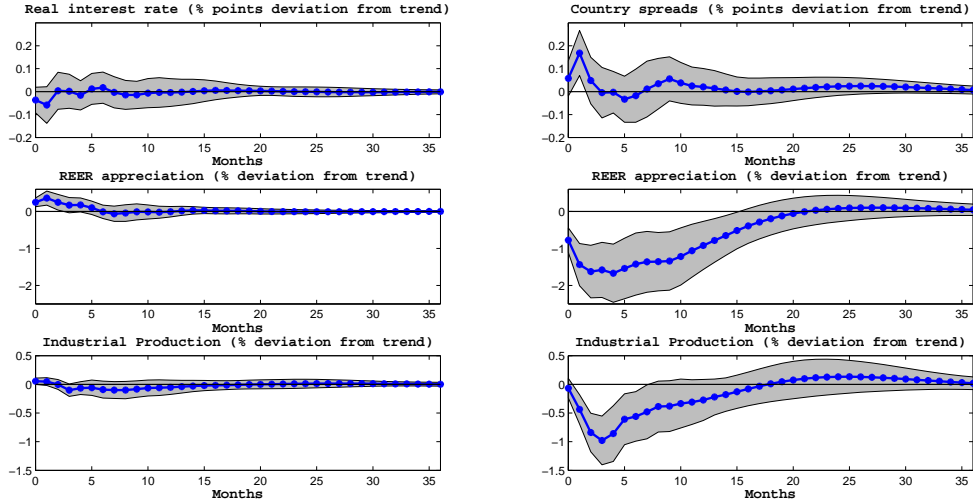 Real interest rate (% points deviation from trend)
0.2
0.1
0
−0.1
−0.2
0 5 10 15 20 25 30 35
Months
REER appreciation (% deviation from trend)
0
−1
−2
0 5 10 15 20 25 30 35
Months
Industrial Production (% deviation from trend)
0.5
0
−0.5
−1
−1.5
0 5 10 15 20 25 30 35
Months
Country spreads (% points deviation from trend)
0.2
0.1
0
−0.1
−0.2
0 5 10 15 20 25 30 35
Months
REER appreciation (% deviation from trend)
0
−1
−2
0 5 10 15 20 25 30 35
Months
Industrial Production (% deviation from trend)
0.5
0
−0.5
−1
−1.5
0 5 10 15 20 25 30 35
Months